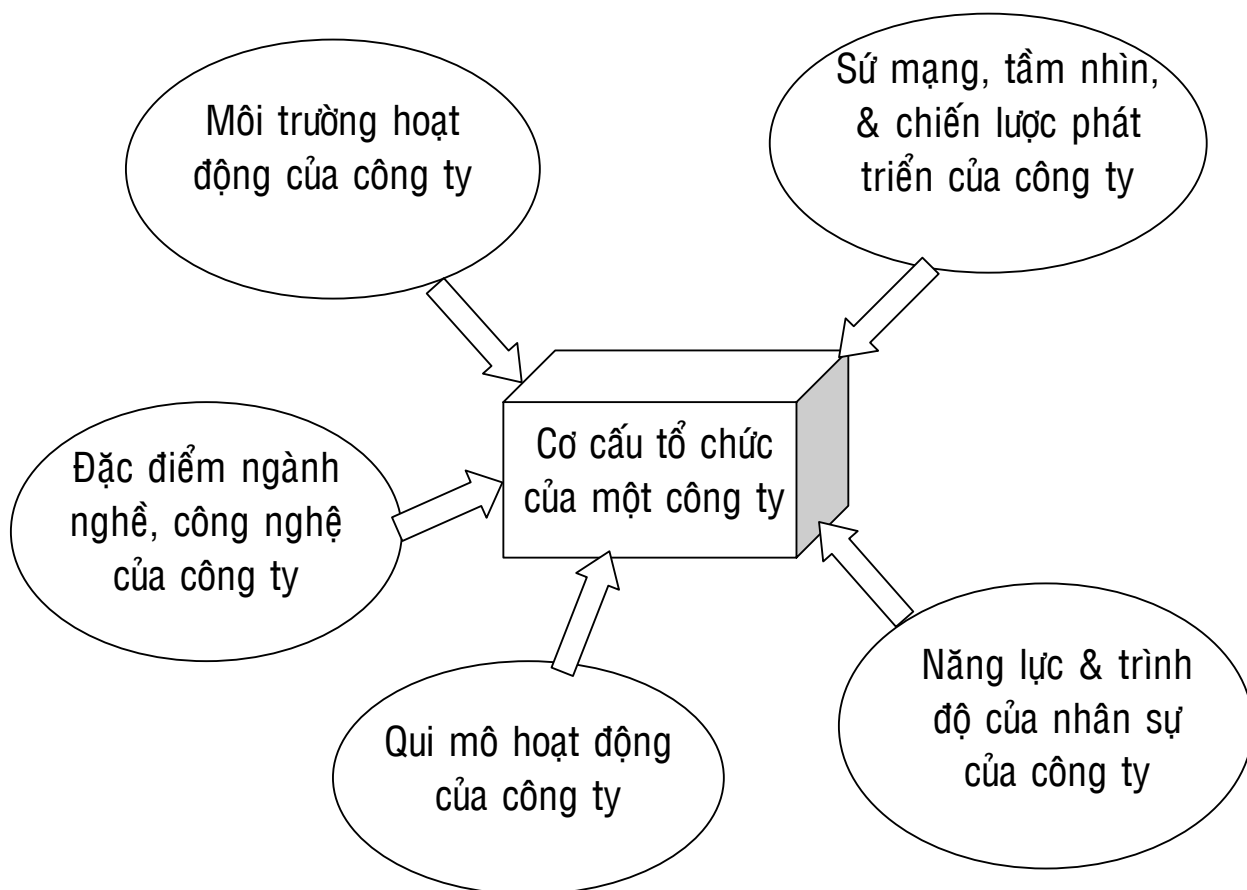 Môi trường hoạt
động của công ty
Sứ mạng, tầm nhìn,
& chiến lược phát
triển của công ty
Cơ cấu tổ chức
của một công ty
Đặc điểm ngành
nghề, công nghệ
của công ty
Năng lực & trình
độ của nhân sự
của công ty
Qui mô hoạt động
của công ty